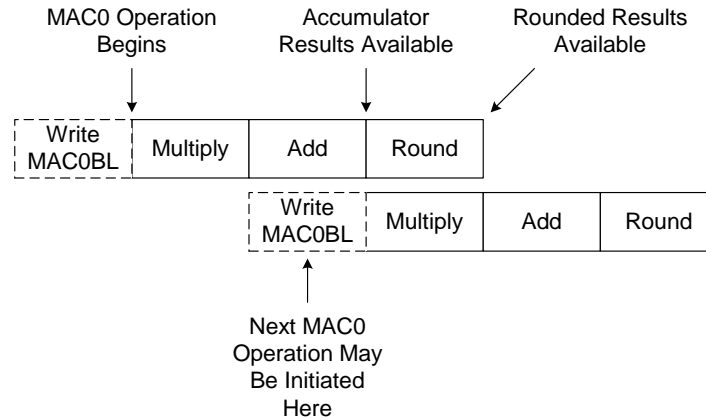 MAC0 Operation
Begins
Accumulator
Results Available
Rounded Results
Available
Write
MAC0BL
Multiply
Add
Round
Write
MAC0BL
Multiply
Add
Round
Next MAC0
Operation May
Be Initiated
Here